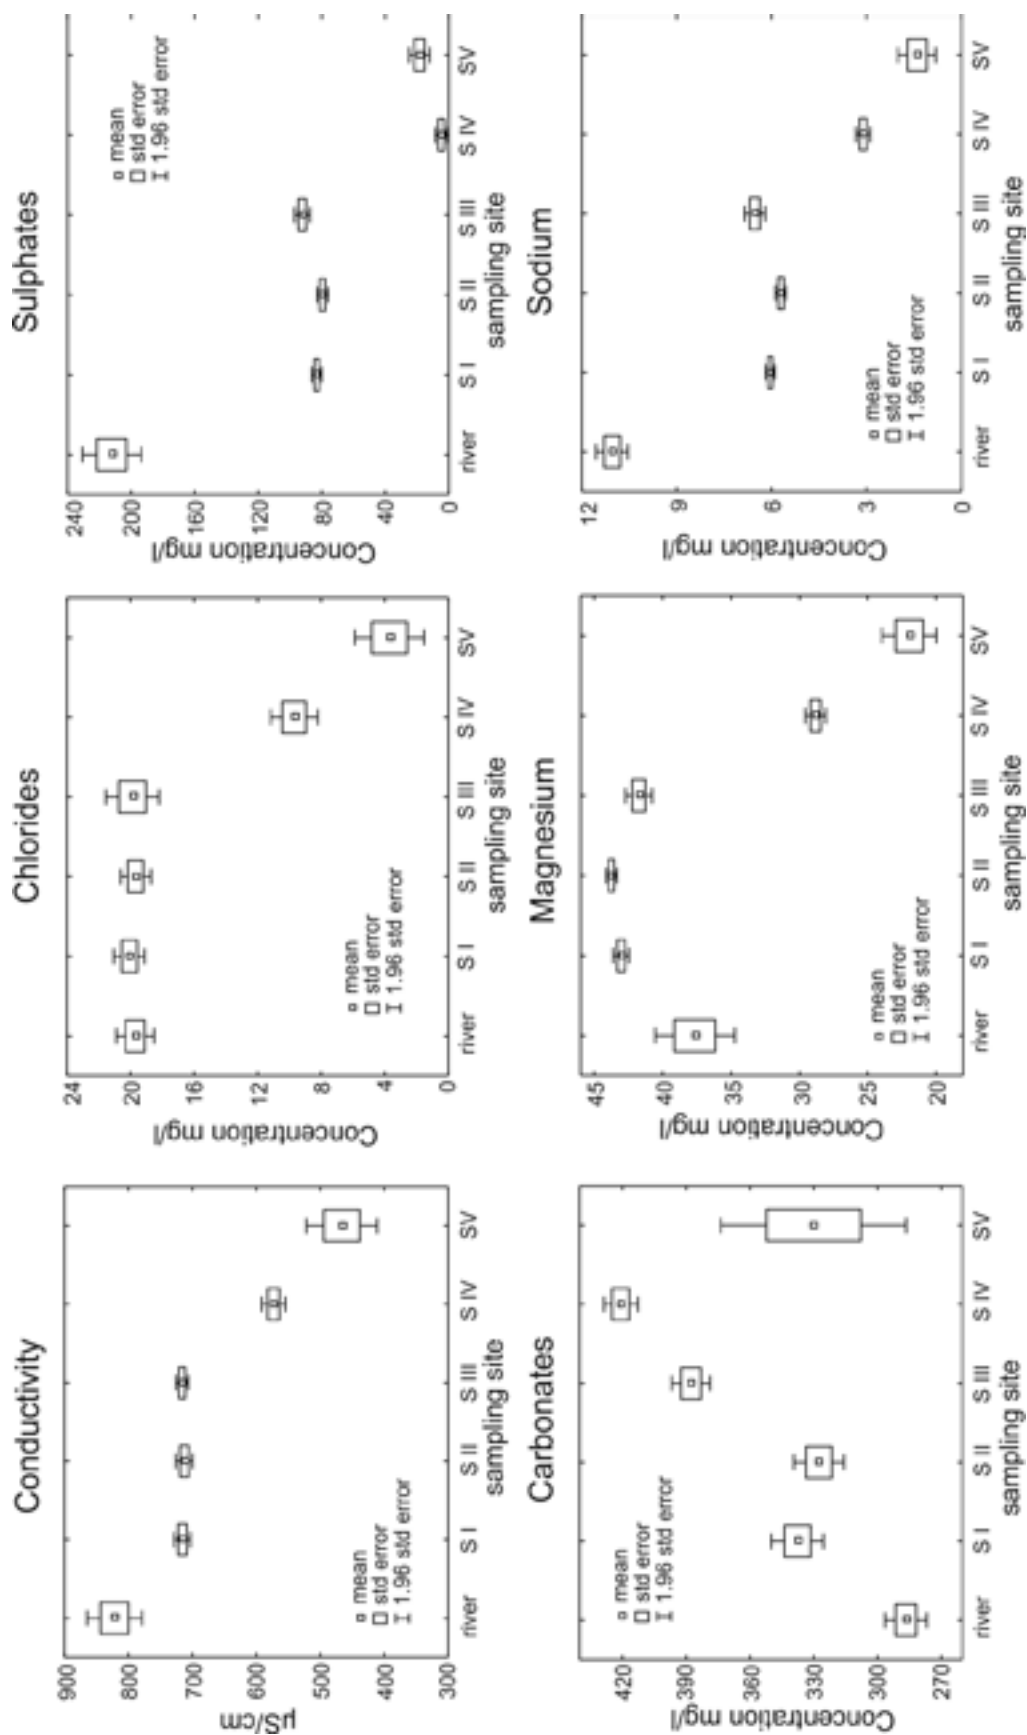 Conductivity
900
800
700
600
500
400
300
µS/cm
river S I S II S III S IV SV
sampling site
mean
std error
1.96 std error
Chlorides
24
20
16
12
8
4
0
Concentration mg/l
river S I S II S III S IV SV
sampling site
mean
std error
1.96 std error
Sulphates
240
200
160
120
80
40
0
Concentration mg/l
river S I S II S III S IV SV
sampling site
mean
std error
1.96 std error
Carbonates
420
390
360
330
300
270
Concentration mg/l
river S I S II S III S IV SV
sampling site
mean
std error
1.96 std error
Magnesium
45
40
35
30
25
20
Concentration mg/l
river S I S II S III S IV SV
sampling site
mean
std error
1.96 std error
Sodium
12
9
6
3
0
Concentration mg/l
river S I S II S III S IV SV
sampling site
mean
std error
1.96 std error